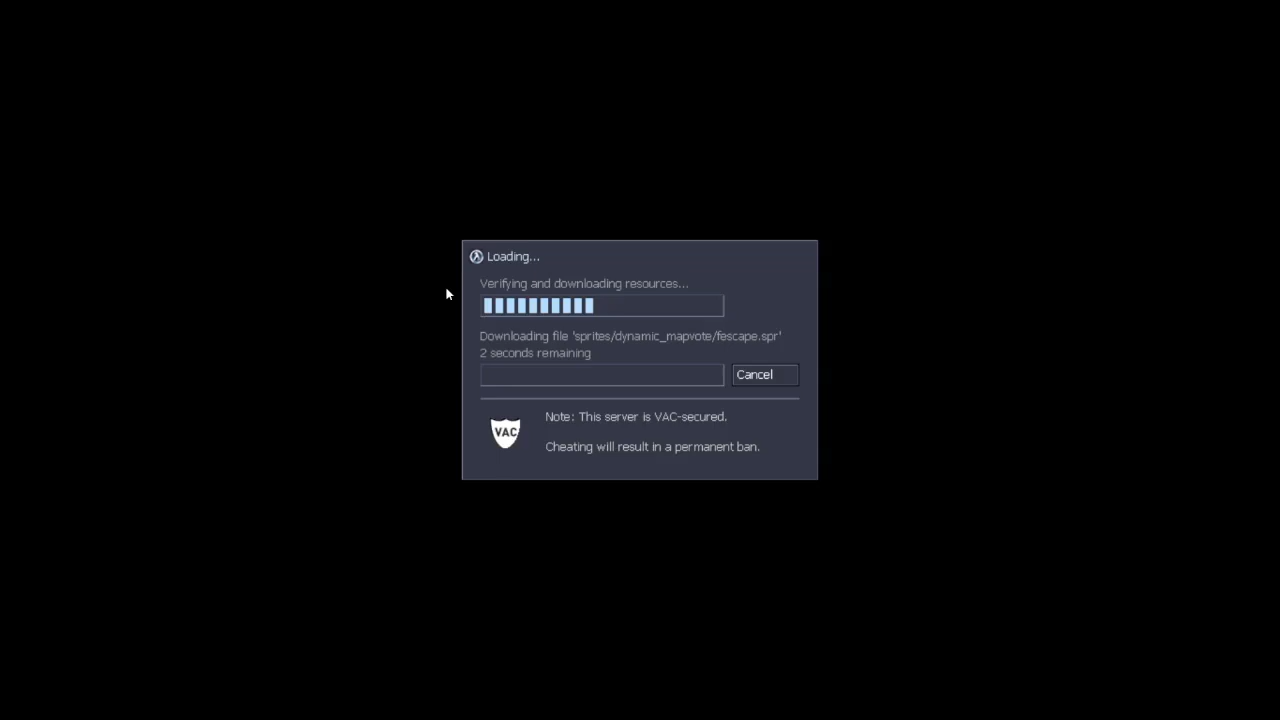 Loading...
Verifying and downloading resources...
Downloading file 'sprites/dynamic_mapvote/fescape.spr'
2 seconds remaining
Cancel
Note: This server is VAC-secured.
VAC
Cheating will result in a permanent ban.